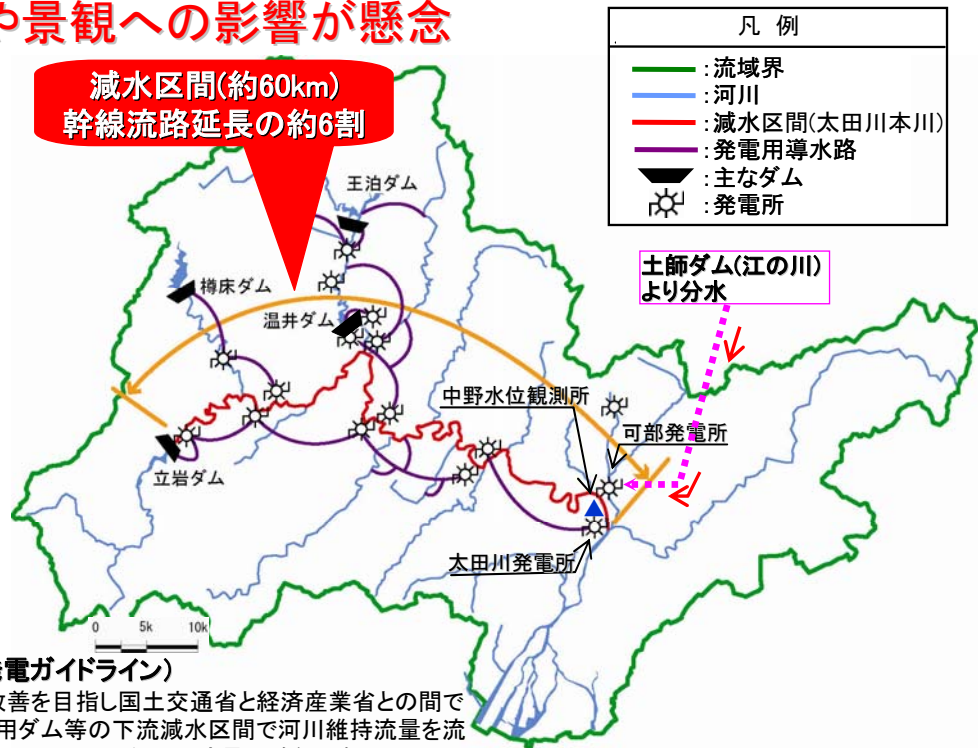 や景観への影響が懸念
減水区間(約60km)
幹線流路延長の約6割
凡 例
:流域界
:河川
:減水区間(太田川本川)
:発電用導水路
:主なダム
:発電所
王泊ダム
土師ダム(江の川)
より分水
樽床ダム
温井ダム
中野水位観測所
可部発電所
立岩ダム
太田川発電所
0 5k 10k
電ガイドライン)
改善を目指し国土交通省と経済産業省との間で
用ダム等の下流減水区間で河川維持流量を流